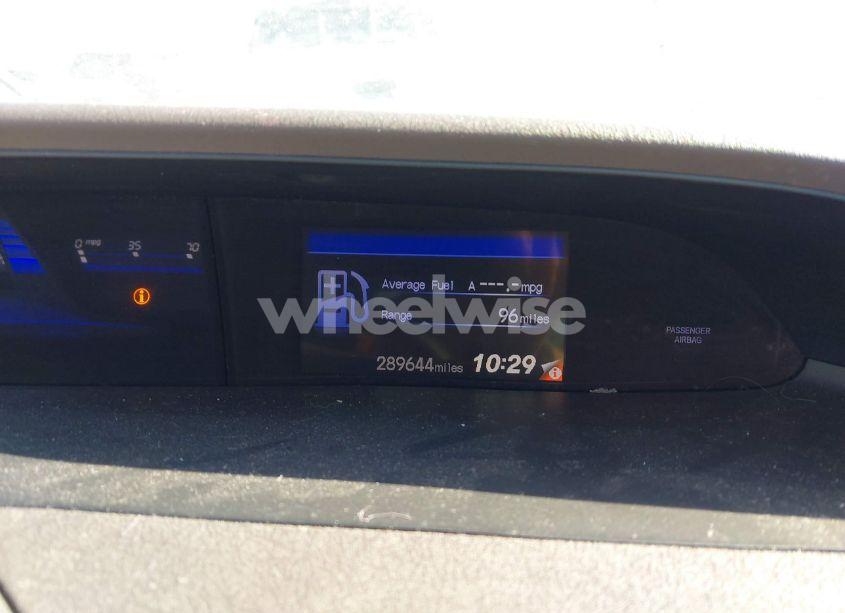 0 mpg 35 70
Average Fuel A ---.- mpg
wheelwise
Range 96 miles
PASSENGER
AIRBAG
289644 miles 10:29